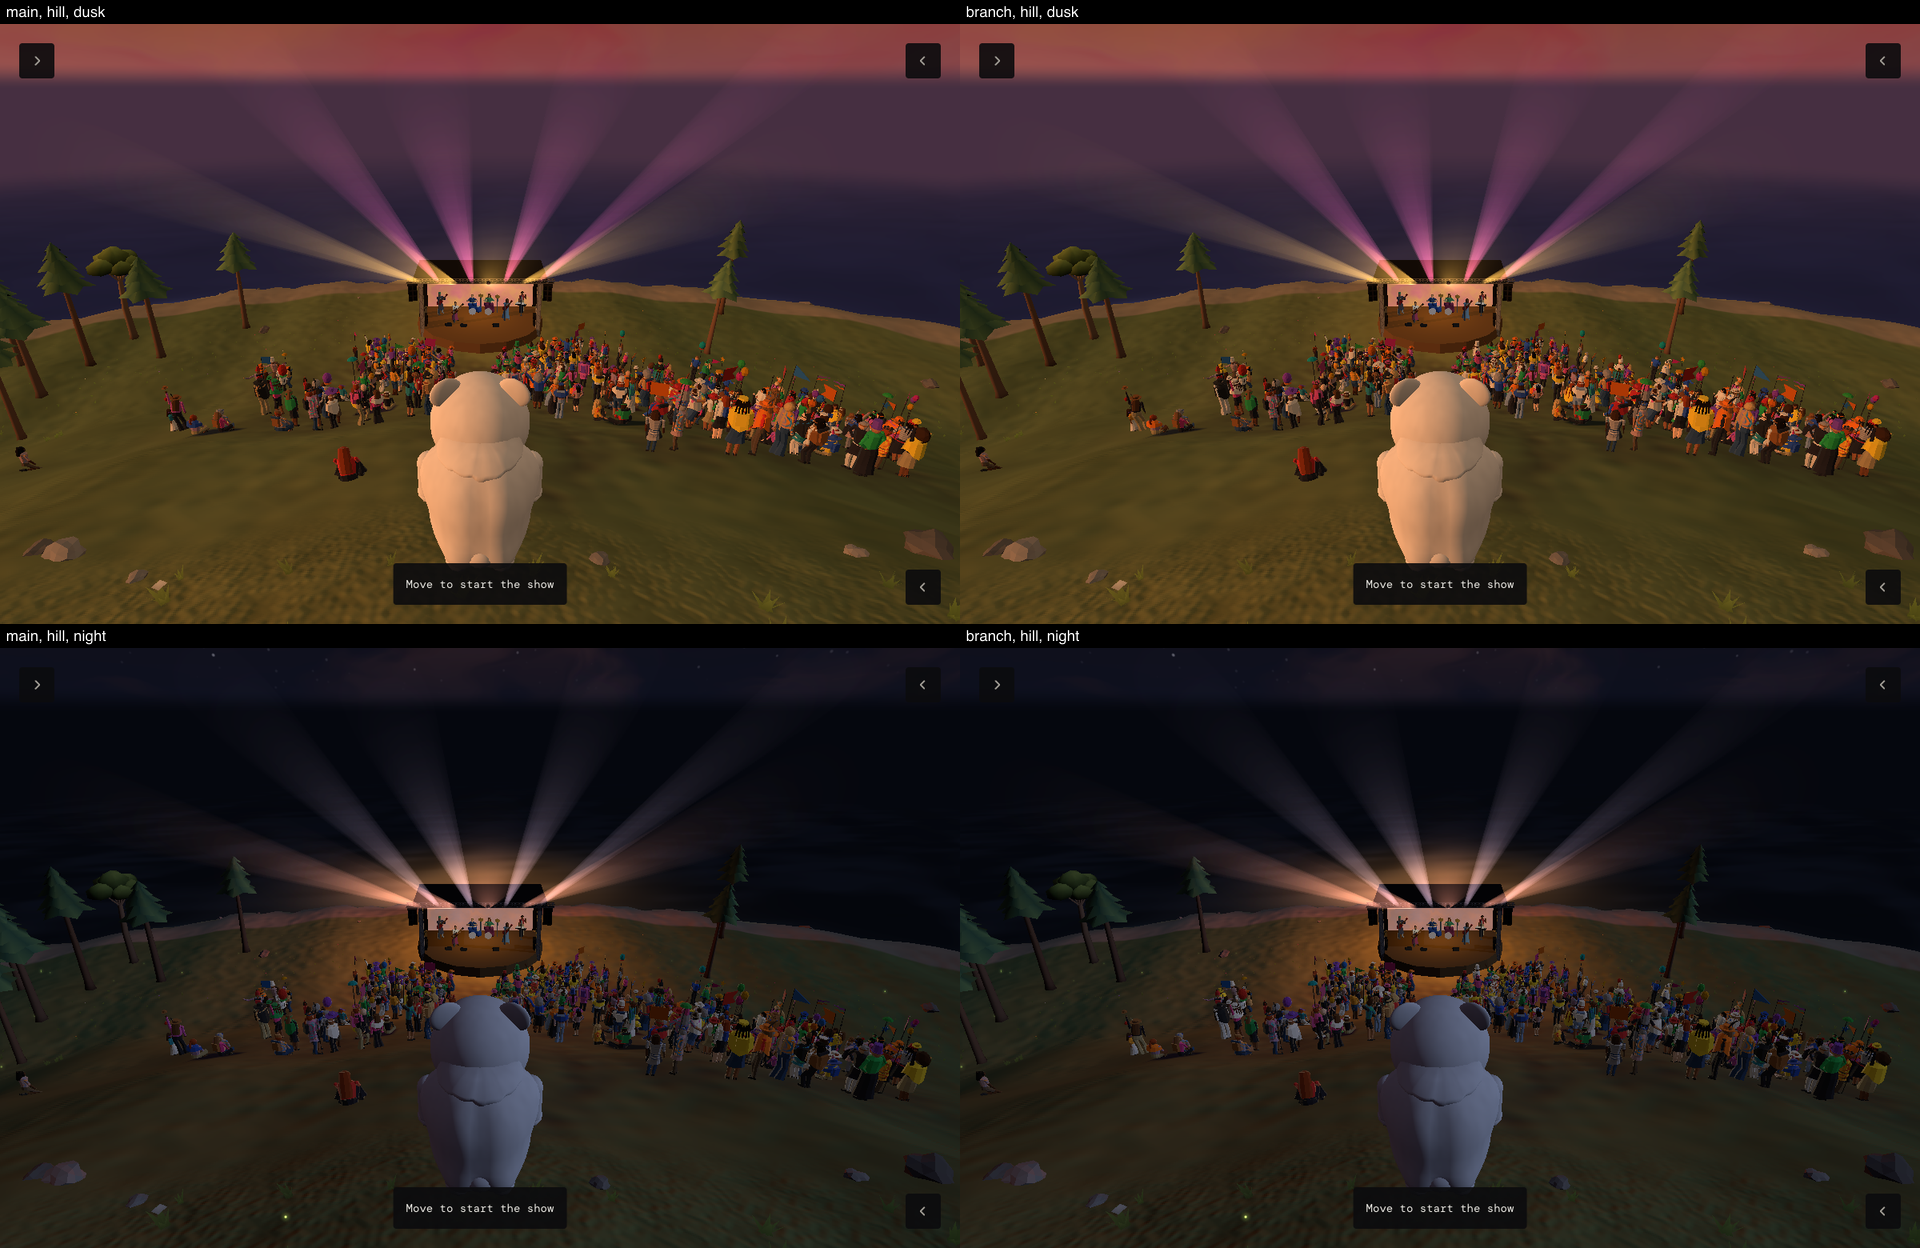 main, hill, dusk
branch, hill, dusk
Move to start the show
Move to start the show
main, hill, night
branch, hill, night
Move to start the show
Move to start the show